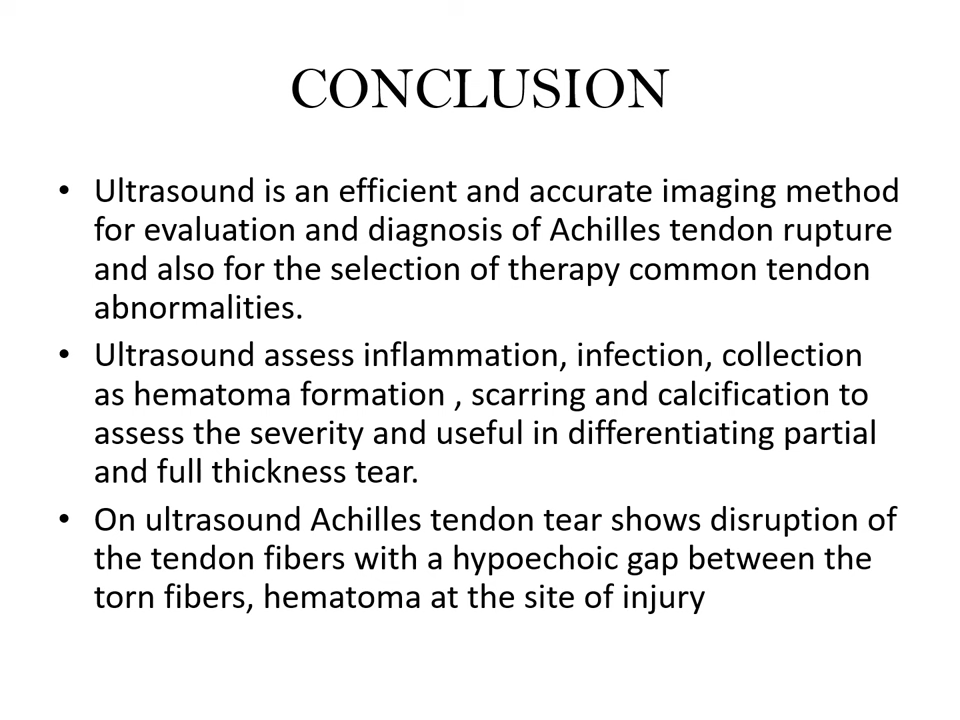 CONCLUSION
• Ultrasound is an efficient and accurate imaging method
for evaluation and diagnosis of Achilles tendon rupture
and also for the selection of therapy common tendon
abnormalities.
• Ultrasound assess inflammation, infection, collection
as hematoma formation , scarring and calcification to
assess the severity and useful in differentiating partial
and full thickness tear.
• On ultrasound Achilles tendon tear shows disruption of
the tendon fibers with a hypoechoic gap between the
torn fibers, hematoma at the site of injury